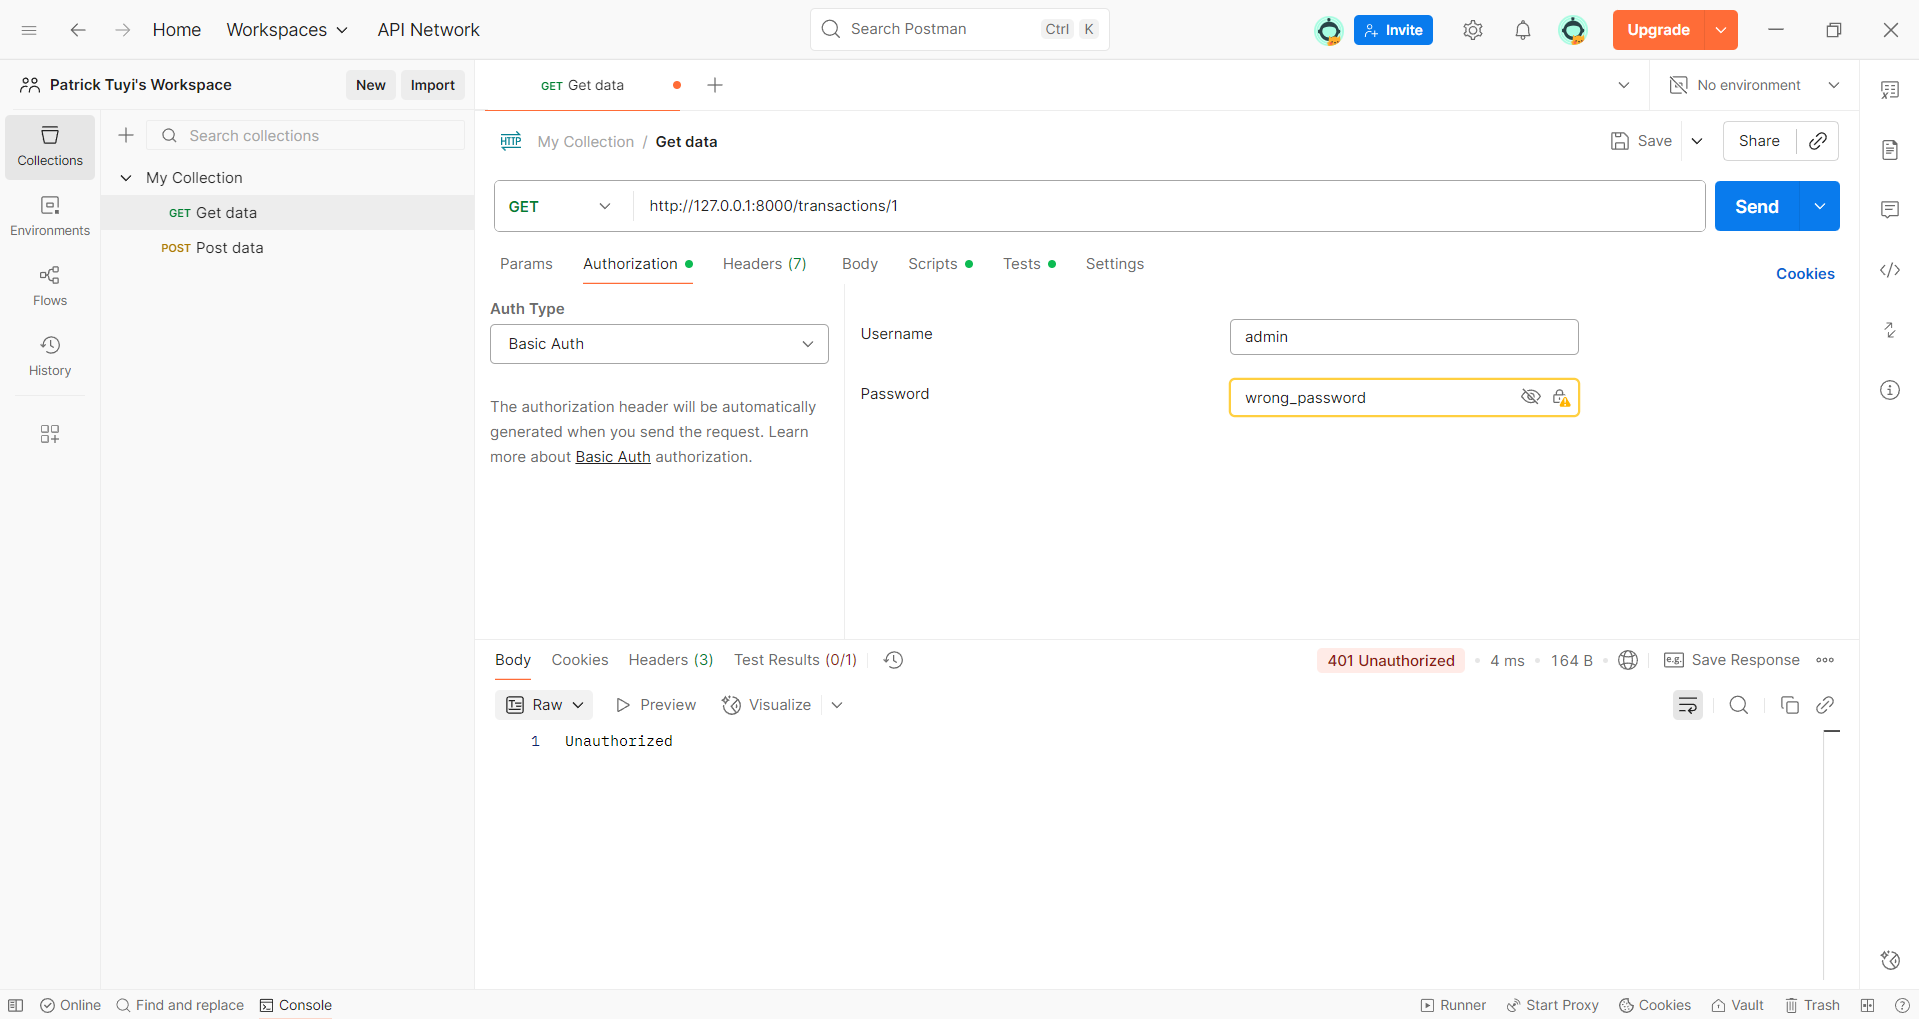 Home
Workspaces
API Network
Search Postman
Ctrl K
Invite
Upgrade
Patrick Tuyi's Workspace
New
Import
GET Get data
No environment
Collections
Environments
Flows
History
Search collections
My Collection
GET Get data
POST Post data
HTTP
My Collection / Get data
Save
Share
GET
http://127.0.0.1:8000/transactions/1
Send
Params
Authorization
Headers (7)
Body
Scripts
Tests
Settings
Cookies
Auth Type
Basic Auth
The authorization header will be automatically
generated when you send the request. Learn
more about Basic Auth authorization.
Username
admin
Password
wrong_password
Body
Cookies
Headers (3)
Test Results (0/1)
401 Unauthorized
4 ms
164 B
e.g. Save Response
Raw
Preview
Visualize
1 Unauthorized
Online
Find and replace
Console
Runner
Start Proxy
Cookies
Vault
Trash